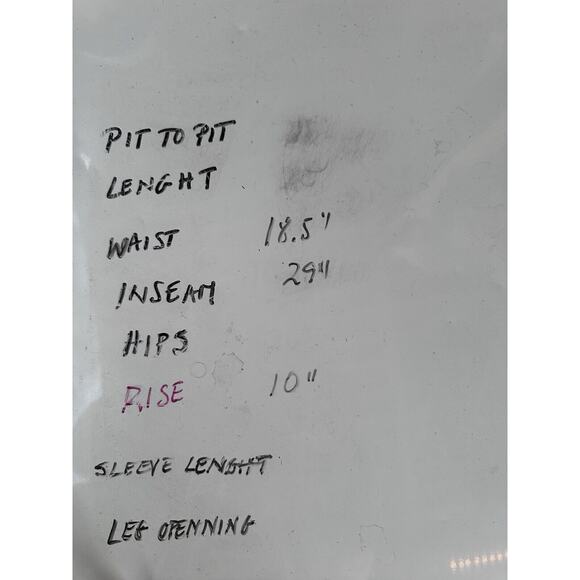 PIT TO PIT
LENGHT
WAIST 18.5"
INSEAM 29"
HIPS
RISE 10"
SLEEVE LENGHT
LEG OPENNING